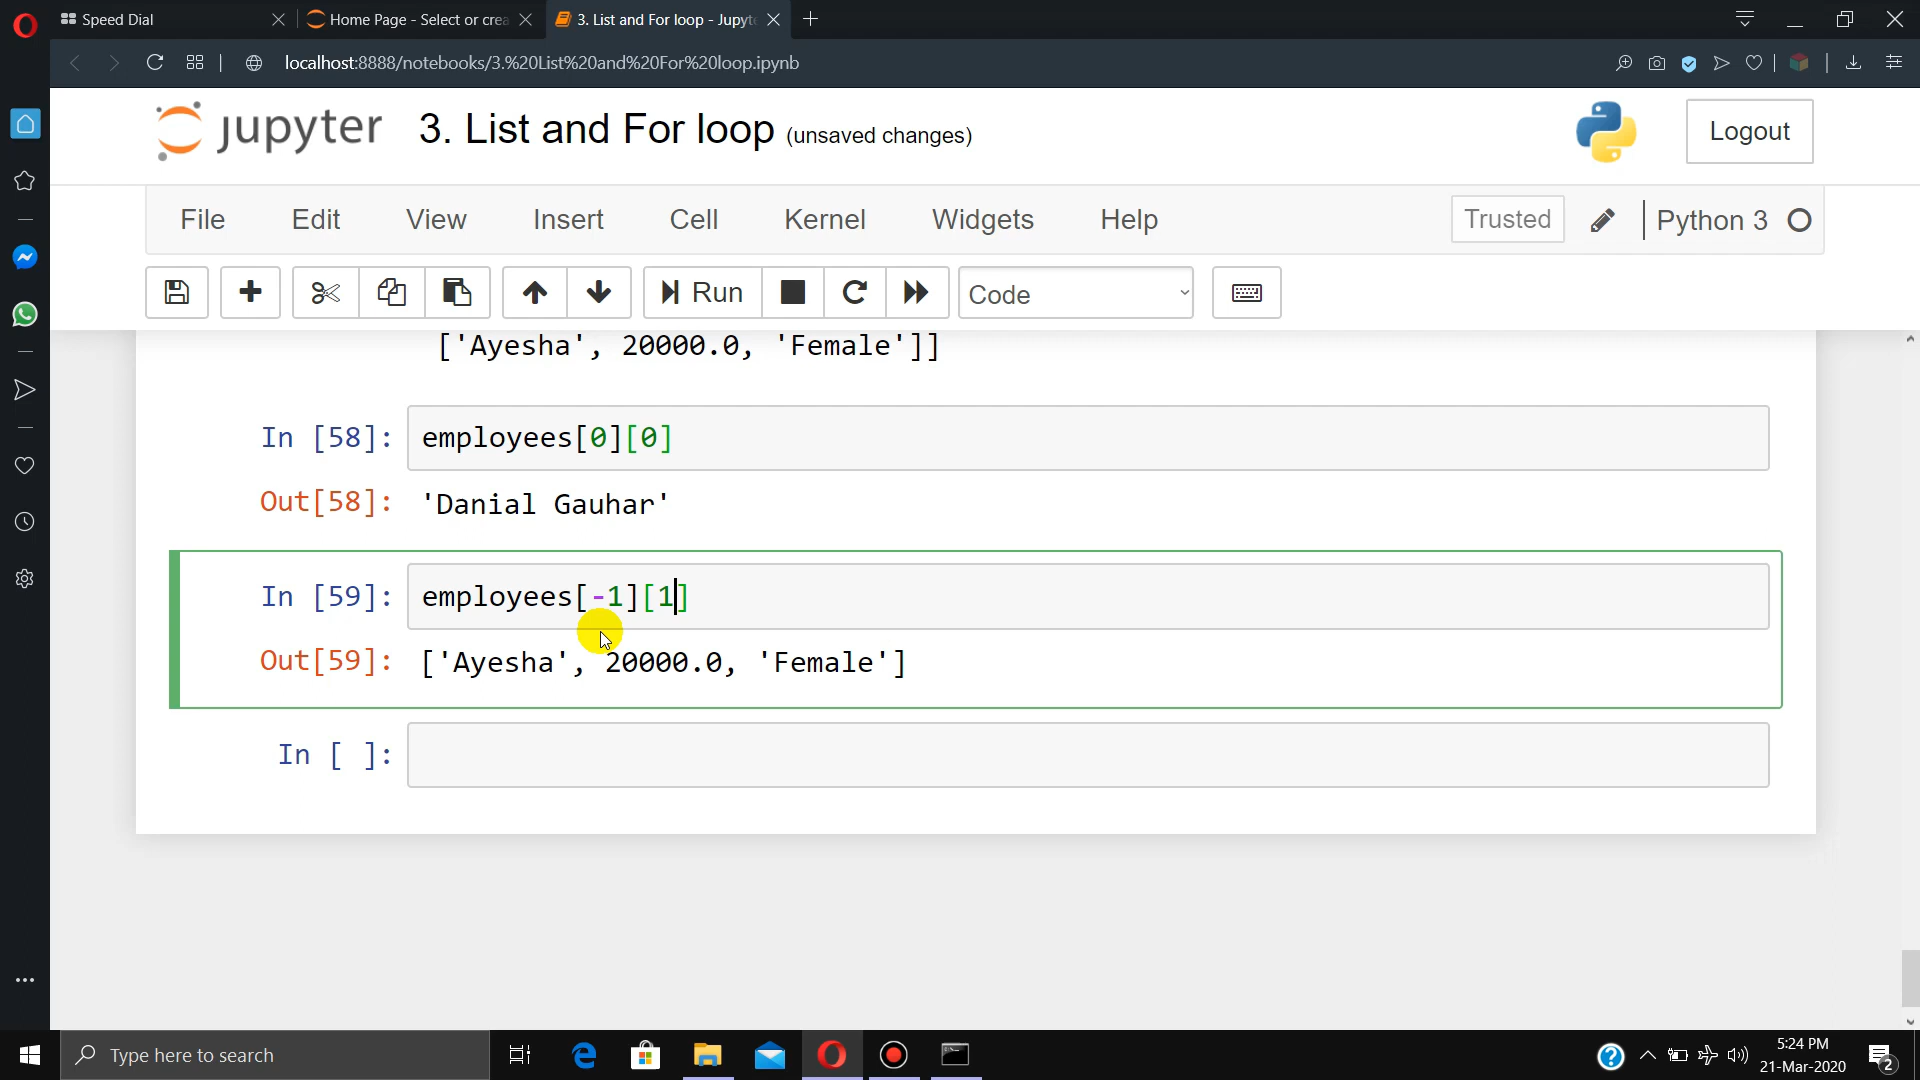 Speed Dial
Home Page - Select or crea
3. List and For loop - Jupyte
localhost:8888/notebooks/3.%20List%20and%20For%20loop.ipynb
jupyter 3. List and For loop (unsaved changes)
Logout
File Edit View Insert Cell Kernel Widgets Help Trusted Python 3
Run Code
['Ayesha', 20000.0, 'Female']]
In [58]: employees[0][0]
Out[58]: 'Danial Gauhar'
In [59]: employees[-1][1]
Out[59]: ['Ayesha', 20000.0, 'Female']
In [ ]:
Type here to search
5:24 PM
21-Mar-2020
2